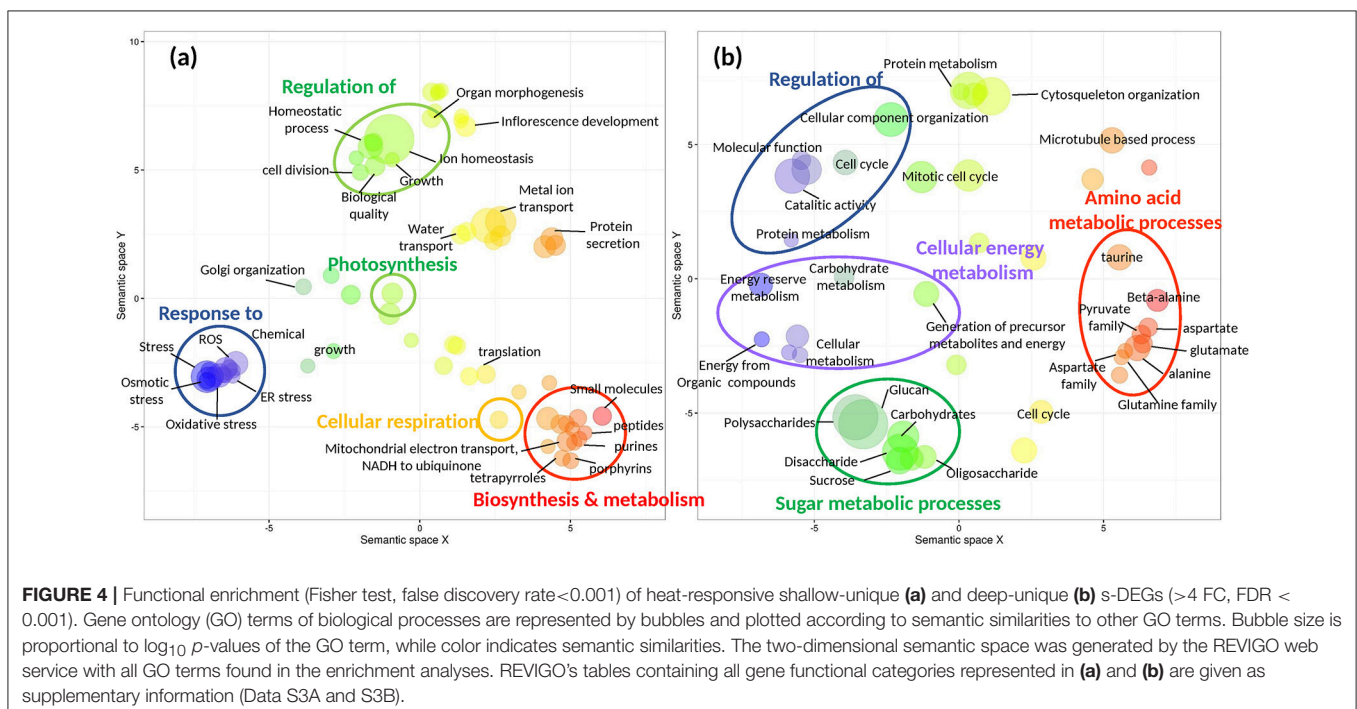 (a)
10
5
0
-5
Semantic space Y
-5
0
5
Semantic space X
Regulation of
Homeostatic
process
cell division
Biological
quality
Growth
Ion homeostasis
Organ morphogenesis
Inflorescence development
Metal ion
transport
Water
transport
Protein
secretion
Golgi organization
Photosynthesis
Response to
Chemical
ROS
Stress
Osmotic
stress
ER stress
Oxidative stress
growth
translation
Cellular respiration
Small molecules
peptides
Mitochondrial electron transport,
NADH to ubiquinone
purines
tetrapyrroles
porphyrins
Biosynthesis & metabolism
(b)
5
0
-5
Semantic space Y
-5
0
5
Semantic space X
Regulation of
Protein metabolism
Cytosqueleton organization
Cellular component organization
Microtubule based process
Molecular function
Cell cycle
Mitotic cell cycle
Catalitic activity
Protein metabolism
Amino acid
metabolic processes
Cellular energy
metabolism
taurine
Energy reserve
metabolism
Carbohydrate
metabolism
Beta-alanine
Pyruvate
family
aspartate
Generation of precursor
metabolites and energy
glutamate
Cellular
metabolism
Energy from
Organic compounds
Aspartate
family
alanine
Glutamine family
Glucan
Polysaccharides
Carbohydrates
Cell cycle
Disaccharide
Sucrose
Oligosaccharide
Sugar metabolic processes
FIGURE 4 | Functional enrichment (Fisher test, false discovery rate<0.001) of heat-responsive shallow-unique (a) and deep-unique (b) s-DEGs (>4 FC, FDR <
0.001). Gene ontology (GO) terms of biological processes are represented by bubbles and plotted according to semantic similarities to other GO terms. Bubble size is
proportional to log10 p-values of the GO term, while color indicates semantic similarities. The two-dimensional semantic space was generated by the REVIGO web
service with all GO terms found in the enrichment analyses. REVIGO's tables containing all gene functional categories represented in (a) and (b) are given as
supplementary information (Data S3A and S3B).